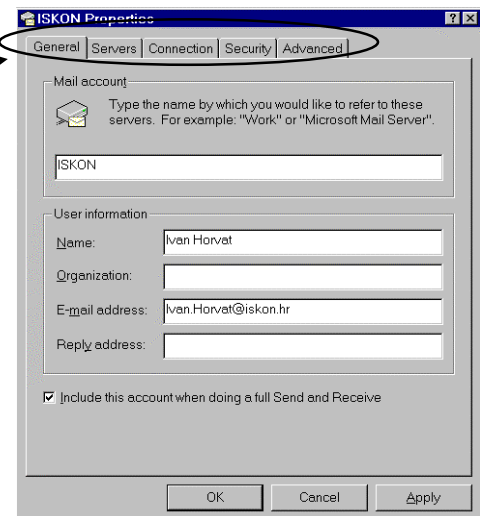 ISKON Properties
General Servers Connection Security Advanced
Mail account
Type the name by which you would like to refer to these
servers. For example: "Work" or "Microsoft Mail Server".
ISKON
User information
Name: Ivan Horvat
Organization:
E-mail address: Ivan.Horvat@iskon.hr
Reply address:
Include this account when doing a full Send and Receive
OK Cancel Apply